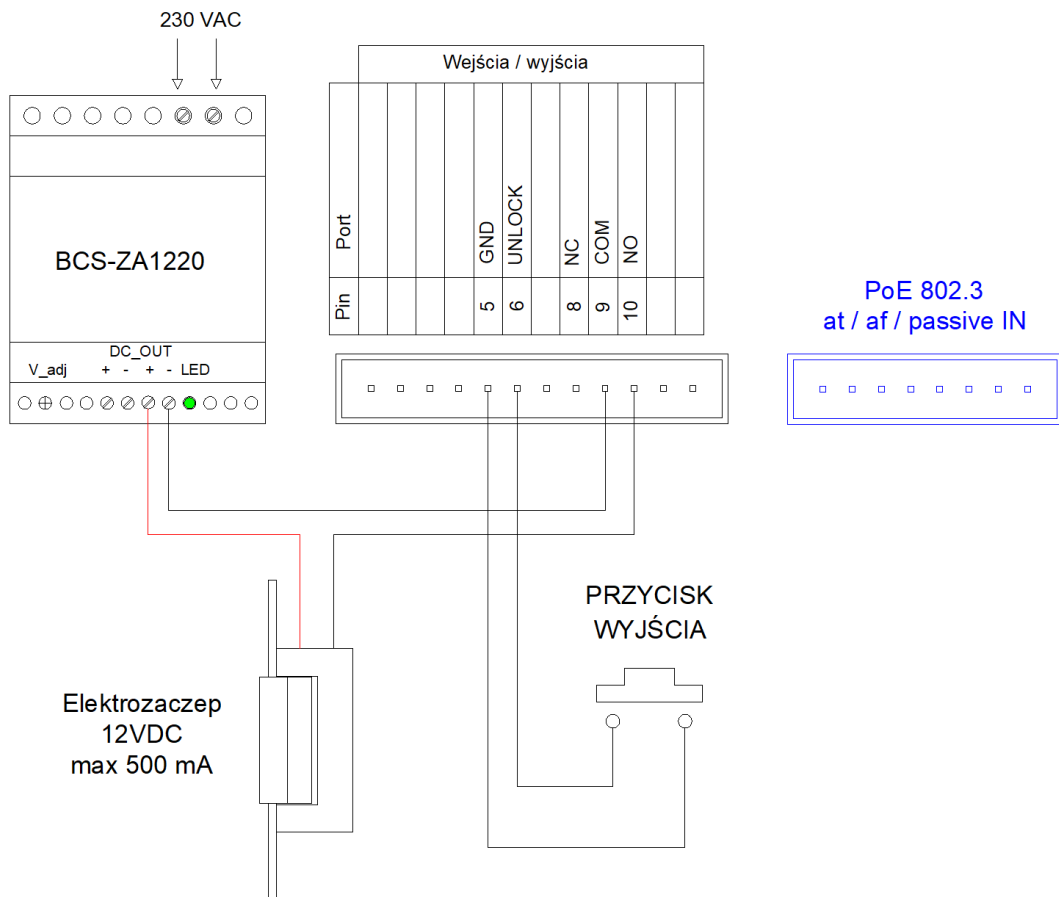 230 VAC
BCS-ZA1220
DC_OUT
V_adj + - + - LED
Wejścia / wyjścia
Port GND UNLOCK NC COM NO
Pin 5 6 8 9 10
PoE 802.3
at / af / passive IN
Elektrozaczep
12VDC
max 500 mA
PRZYCISK
WYJŚCIA